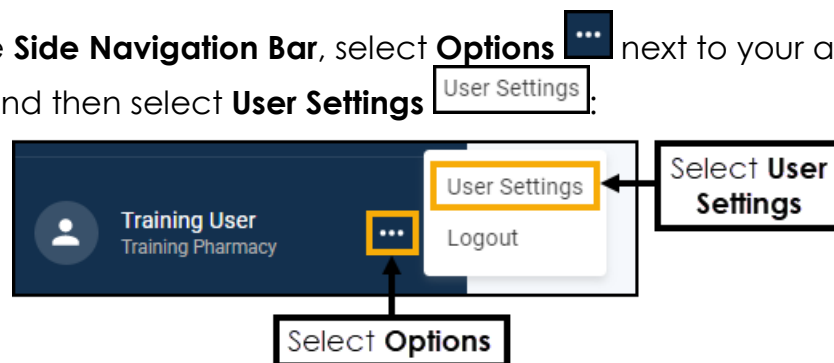 Side Navigation Bar, select Options ... next to your
nd then select User Settings User Settings:
User Settings
Select User
Settings
Training User
Training Pharmacy
...
Logout
Select Options